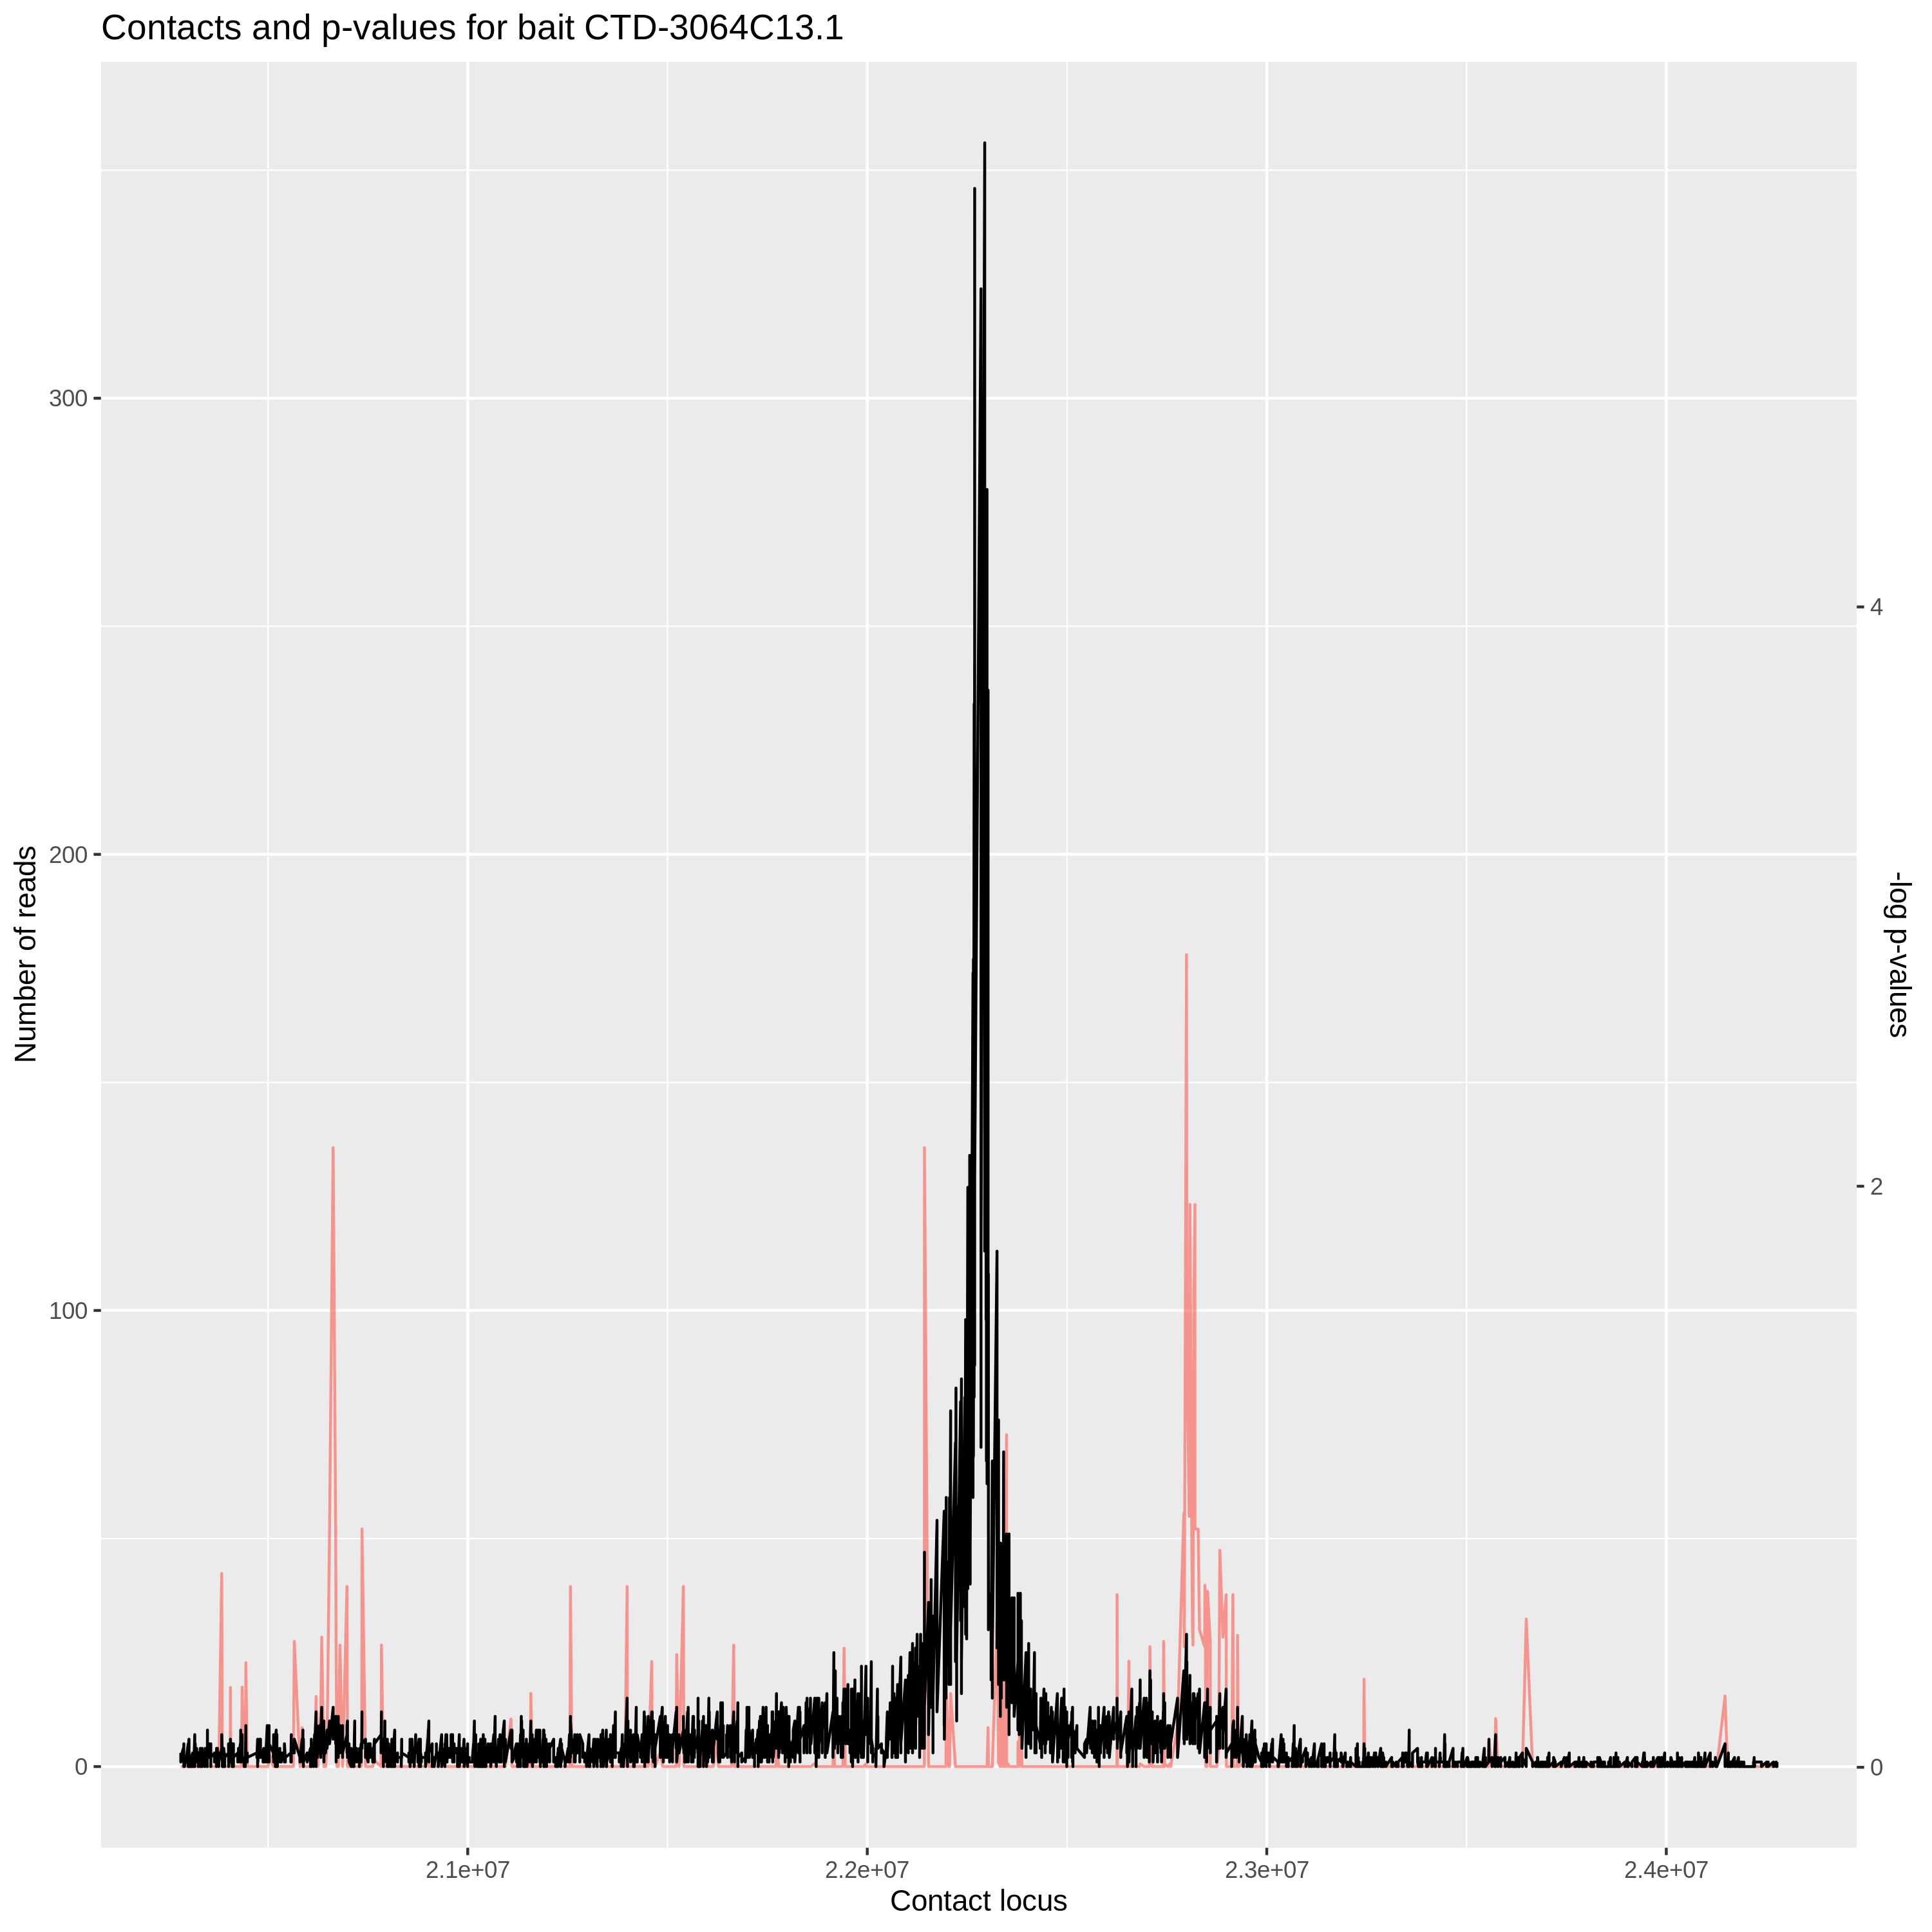 Contacts and p-values for bait CTD-3064C13.1
Number of reads
300
200
100
0
4
2
0
-log p-values
2.1e+07 2.2e+07 2.3e+07 2.4e+07
Contact locus